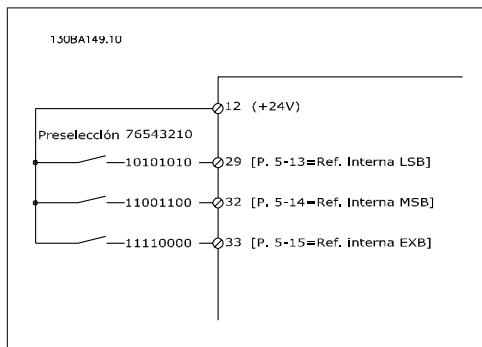 130BA149.10
12 (+24V)
Preselección 76543210
10101010 29 [P. 5-13=Ref. Interna LSB]
11001100 32 [P. 5-14=Ref. Interna MSB]
11110000 33 [P. 5-15=Ref. interna EXB]